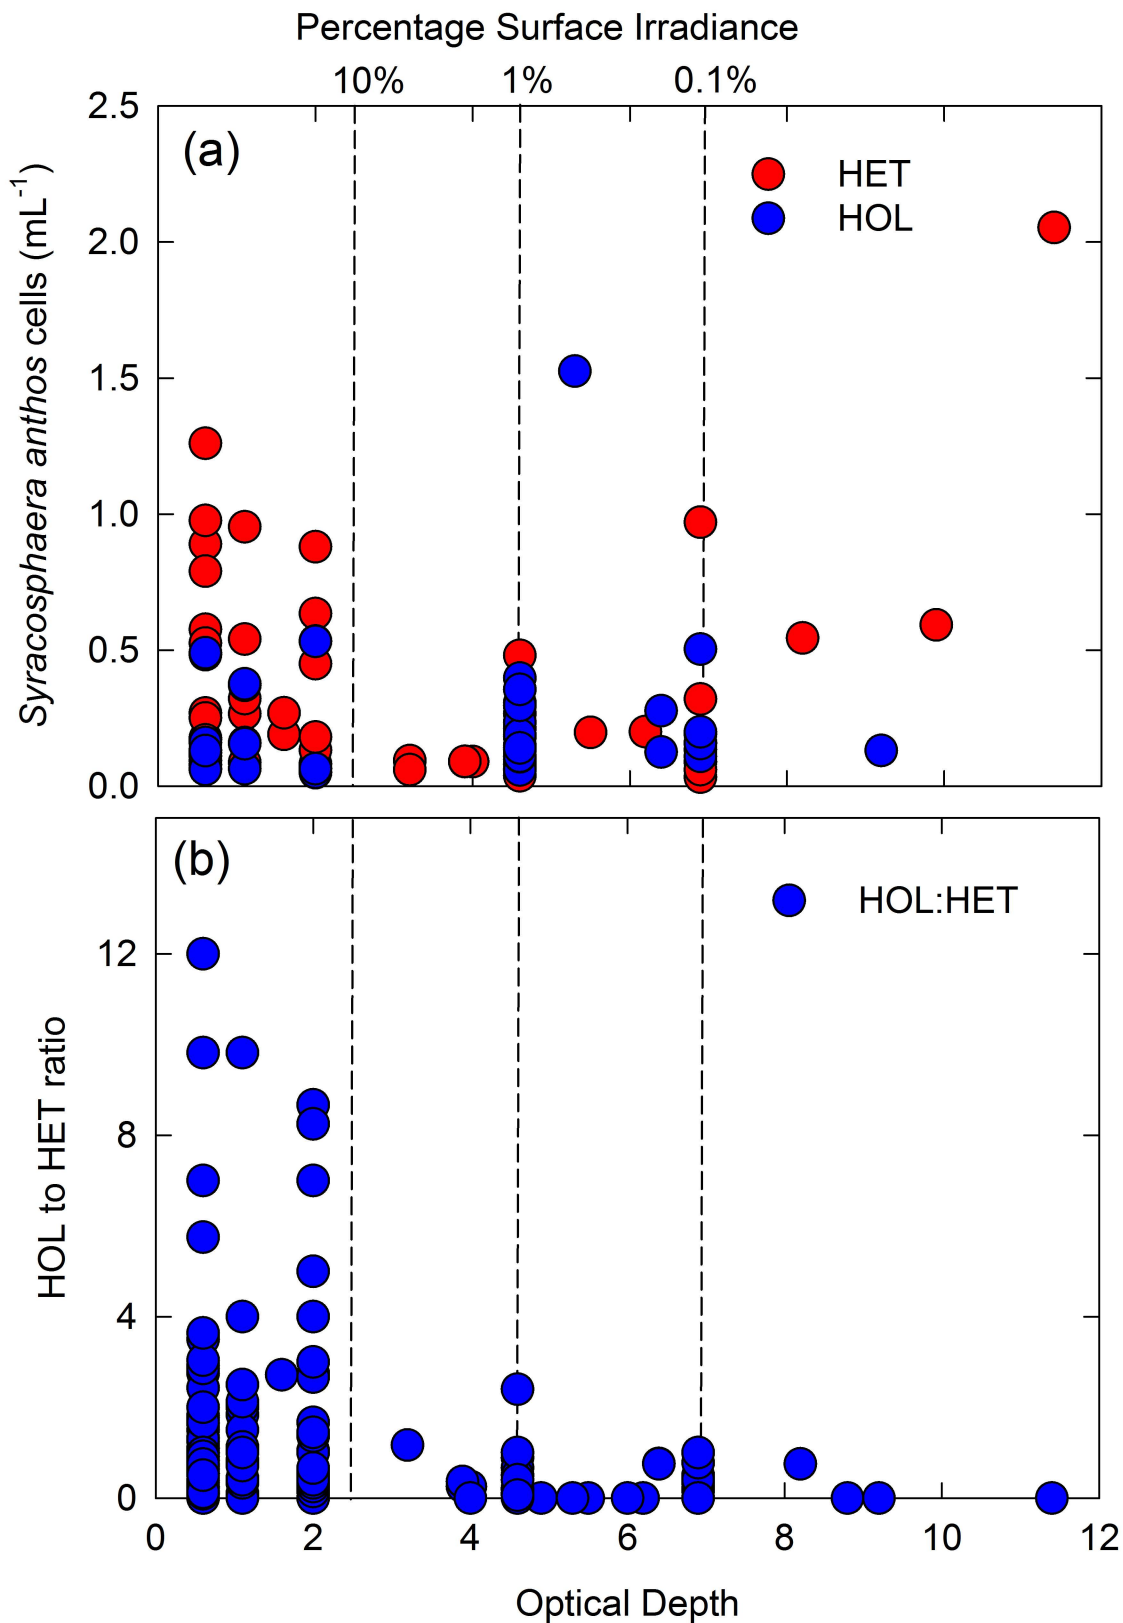 Percentage Surface Irradiance
10% 1% 0.1%
2.5
(a)
HET
HOL
2.0
1.5
1.0
0.5
0.0
Syracosphaera anthos cells (mL⁻¹)
(b)
HOL:HET
12
8
4
0
HOL to HET ratio
0 2 4 6 8 10 12
Optical Depth